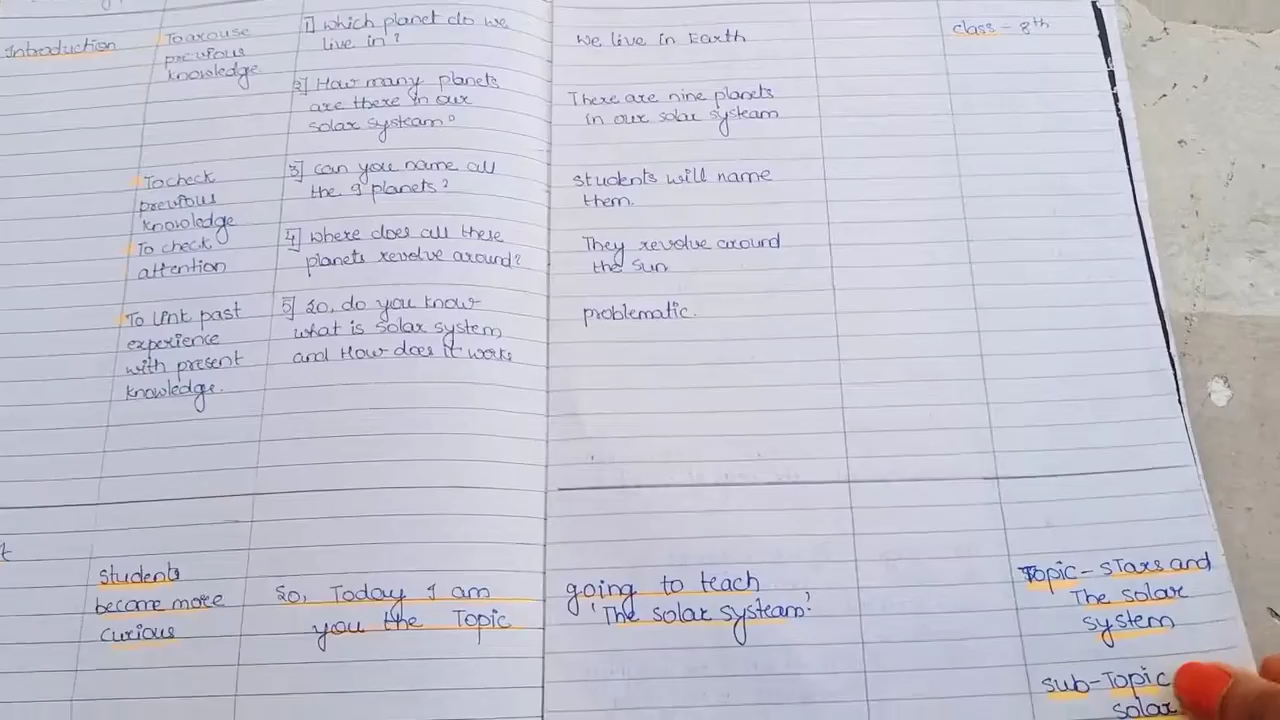 Introduction
To arouse
previous
knowledge
1] which planet do we
live in?
We live in Earth
class - 8th
2] How many planets
are there in our
solar systeam?
There are nine planets
in our solar systeam
To check
previous
knowledge
3] can you name all
the 9 planets?
students will name
them.
To check
attention
4] where does all these
planets revolve around?
They revolve around
the sun
To link past
experience
with present
knowledge.
5] So, do you know
what is solar system
and How does it works
problematic.
students
become more
curious
So, Today I am
you the Topic
going to teach
'The solar systeam'
Topic - stars and
The solar
system
sub-Topic
solar